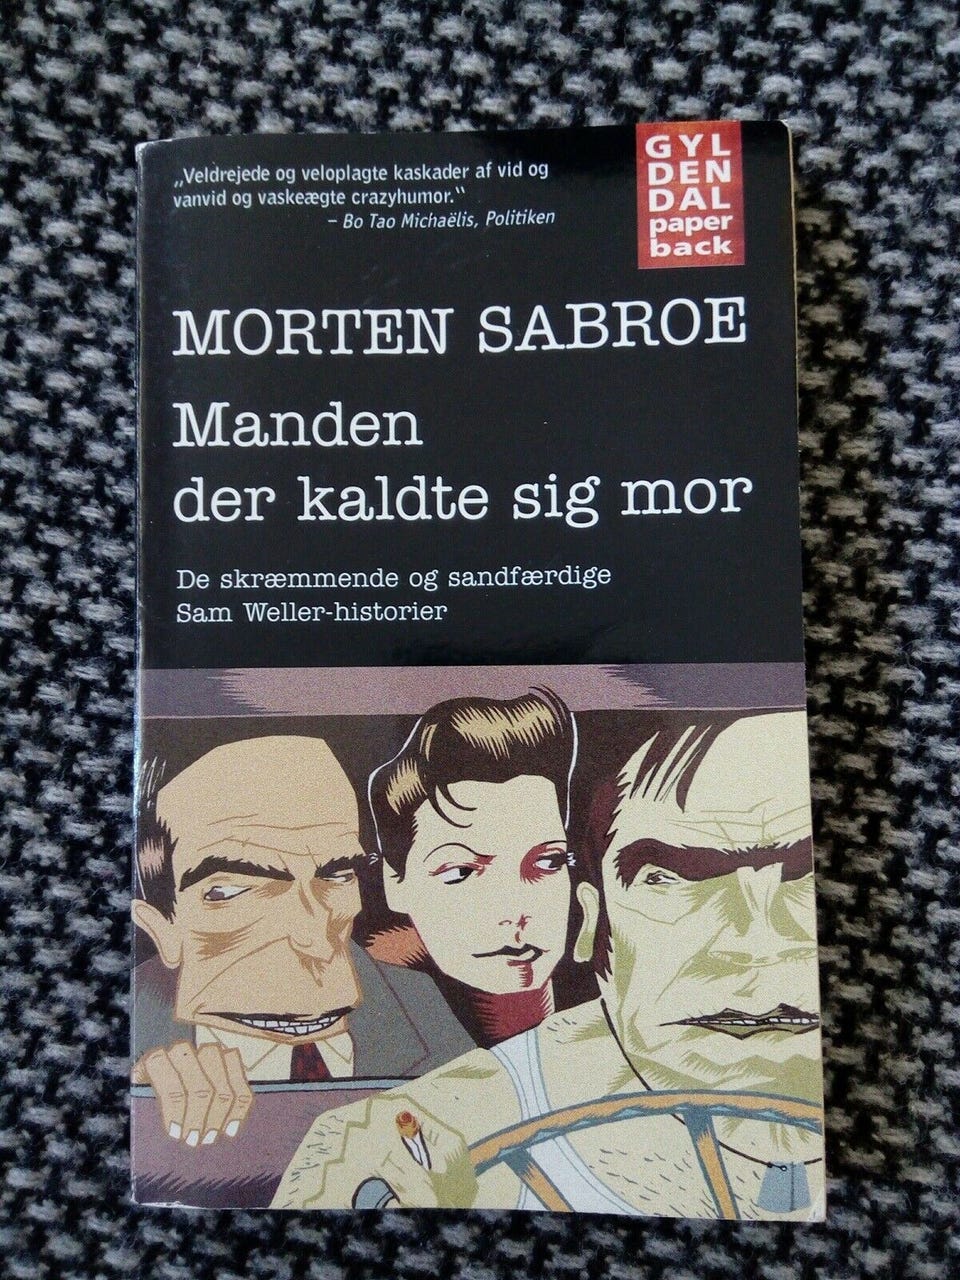 „Veldrejede og veloplagte kaskader af vid og
vanvid og vaskeægte crazyhumor.“
– Bo Tao Michaëlis, Politiken
GYL
DEN
DAL
paper
back
MORTEN SABROE
Manden
der kaldte sig mor
De skræmmende og sandfærdige
Sam Weller-historier